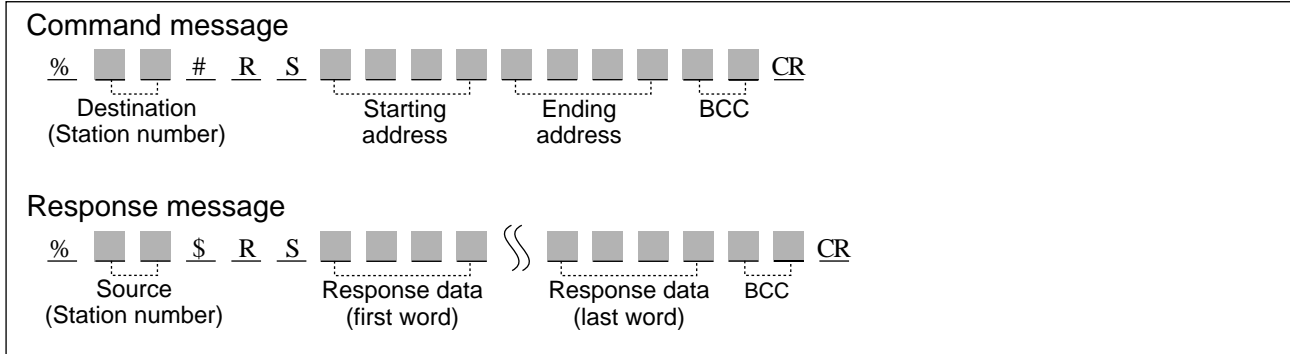 Command message
% # R S CR
Destination Starting Ending BCC
(Station number) address address
Response message
% $ R S CR
Source Response data Response data BCC
(Station number) (first word) (last word)